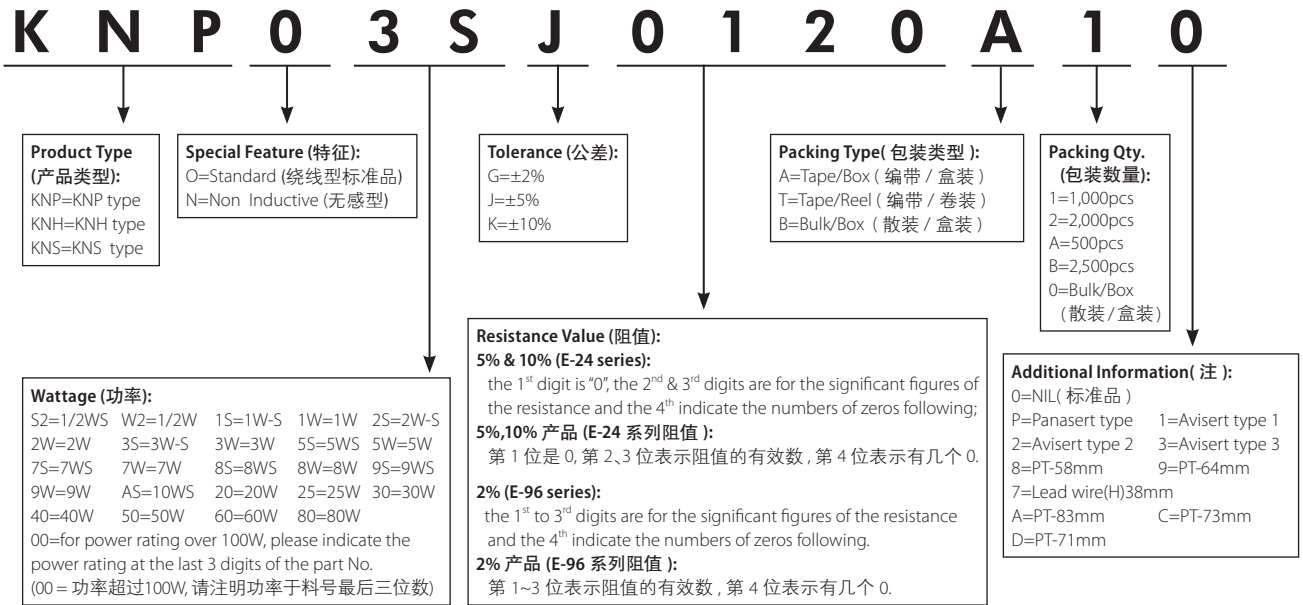 K N P 0 3 S J 0 1 2 0 A 1 0
Product Type
(产品类型):
KNP=KNP type
KNH=KNH type
KNS=KNS type
Special Feature (特征):
O=Standard (绕线型标准品)
N=Non Inductive (无感型)
Tolerance (公差):
G=±2%
J=±5%
K=±10%
Packing Type( 包装类型 ):
A=Tape/Box ( 编带 / 盒装 )
T=Tape/Reel ( 编带 / 卷装 )
B=Bulk/Box ( 散装 / 盒装 )
Packing Qty.
(包装数量):
1=1,000pcs
2=2,000pcs
A=500pcs
B=2,500pcs
0=Bulk/Box
(散装/盒装)
Wattage (功率):
S2=1/2WS W2=1/2W 1S=1W-S 1W=1W 2S=2W-S
2W=2W 3S=3W-S 3W=3W 5S=5WS 5W=5W
7S=7WS 7W=7W 8S=8WS 8W=8W 9S=9WS
9W=9W AS=10WS 20=20W 25=25W 30=30W
40=40W 50=50W 60=60W 80=80W
00=for power rating over 100W, please indicate the
power rating at the last 3 digits of the part No.
(00 = 功率超过100W, 请注明功率于料号最后三位数)
Resistance Value (阻值):
5% & 10% (E-24 series):
the 1st digit is “0”, the 2nd & 3rd digits are for the significant figures of
the resistance and the 4th indicate the numbers of zeros following;
5%,10% 产品 (E-24 系列阻值 ):
第 1 位是 0, 第 2、3 位表示阻值的有效数 , 第 4 位表示有几个 0.
2% (E-96 series):
the 1st to 3rd digits are for the significant figures of the resistance
and the 4th indicate the numbers of zeros following.
2% 产品 (E-96 系列阻值 ):
第 1~3 位表示阻值的有效数 , 第 4 位表示有几个 0.
Additional Information( 注 ):
0=NIL( 标准品 )
P=Panasert type 1=Avisert type 1
2=Avisert type 2 3=Avisert type 3
8=PT-58mm 9=PT-64mm
7=Lead wire(H)38mm
A=PT-83mm C=PT-73mm
D=PT-71mm